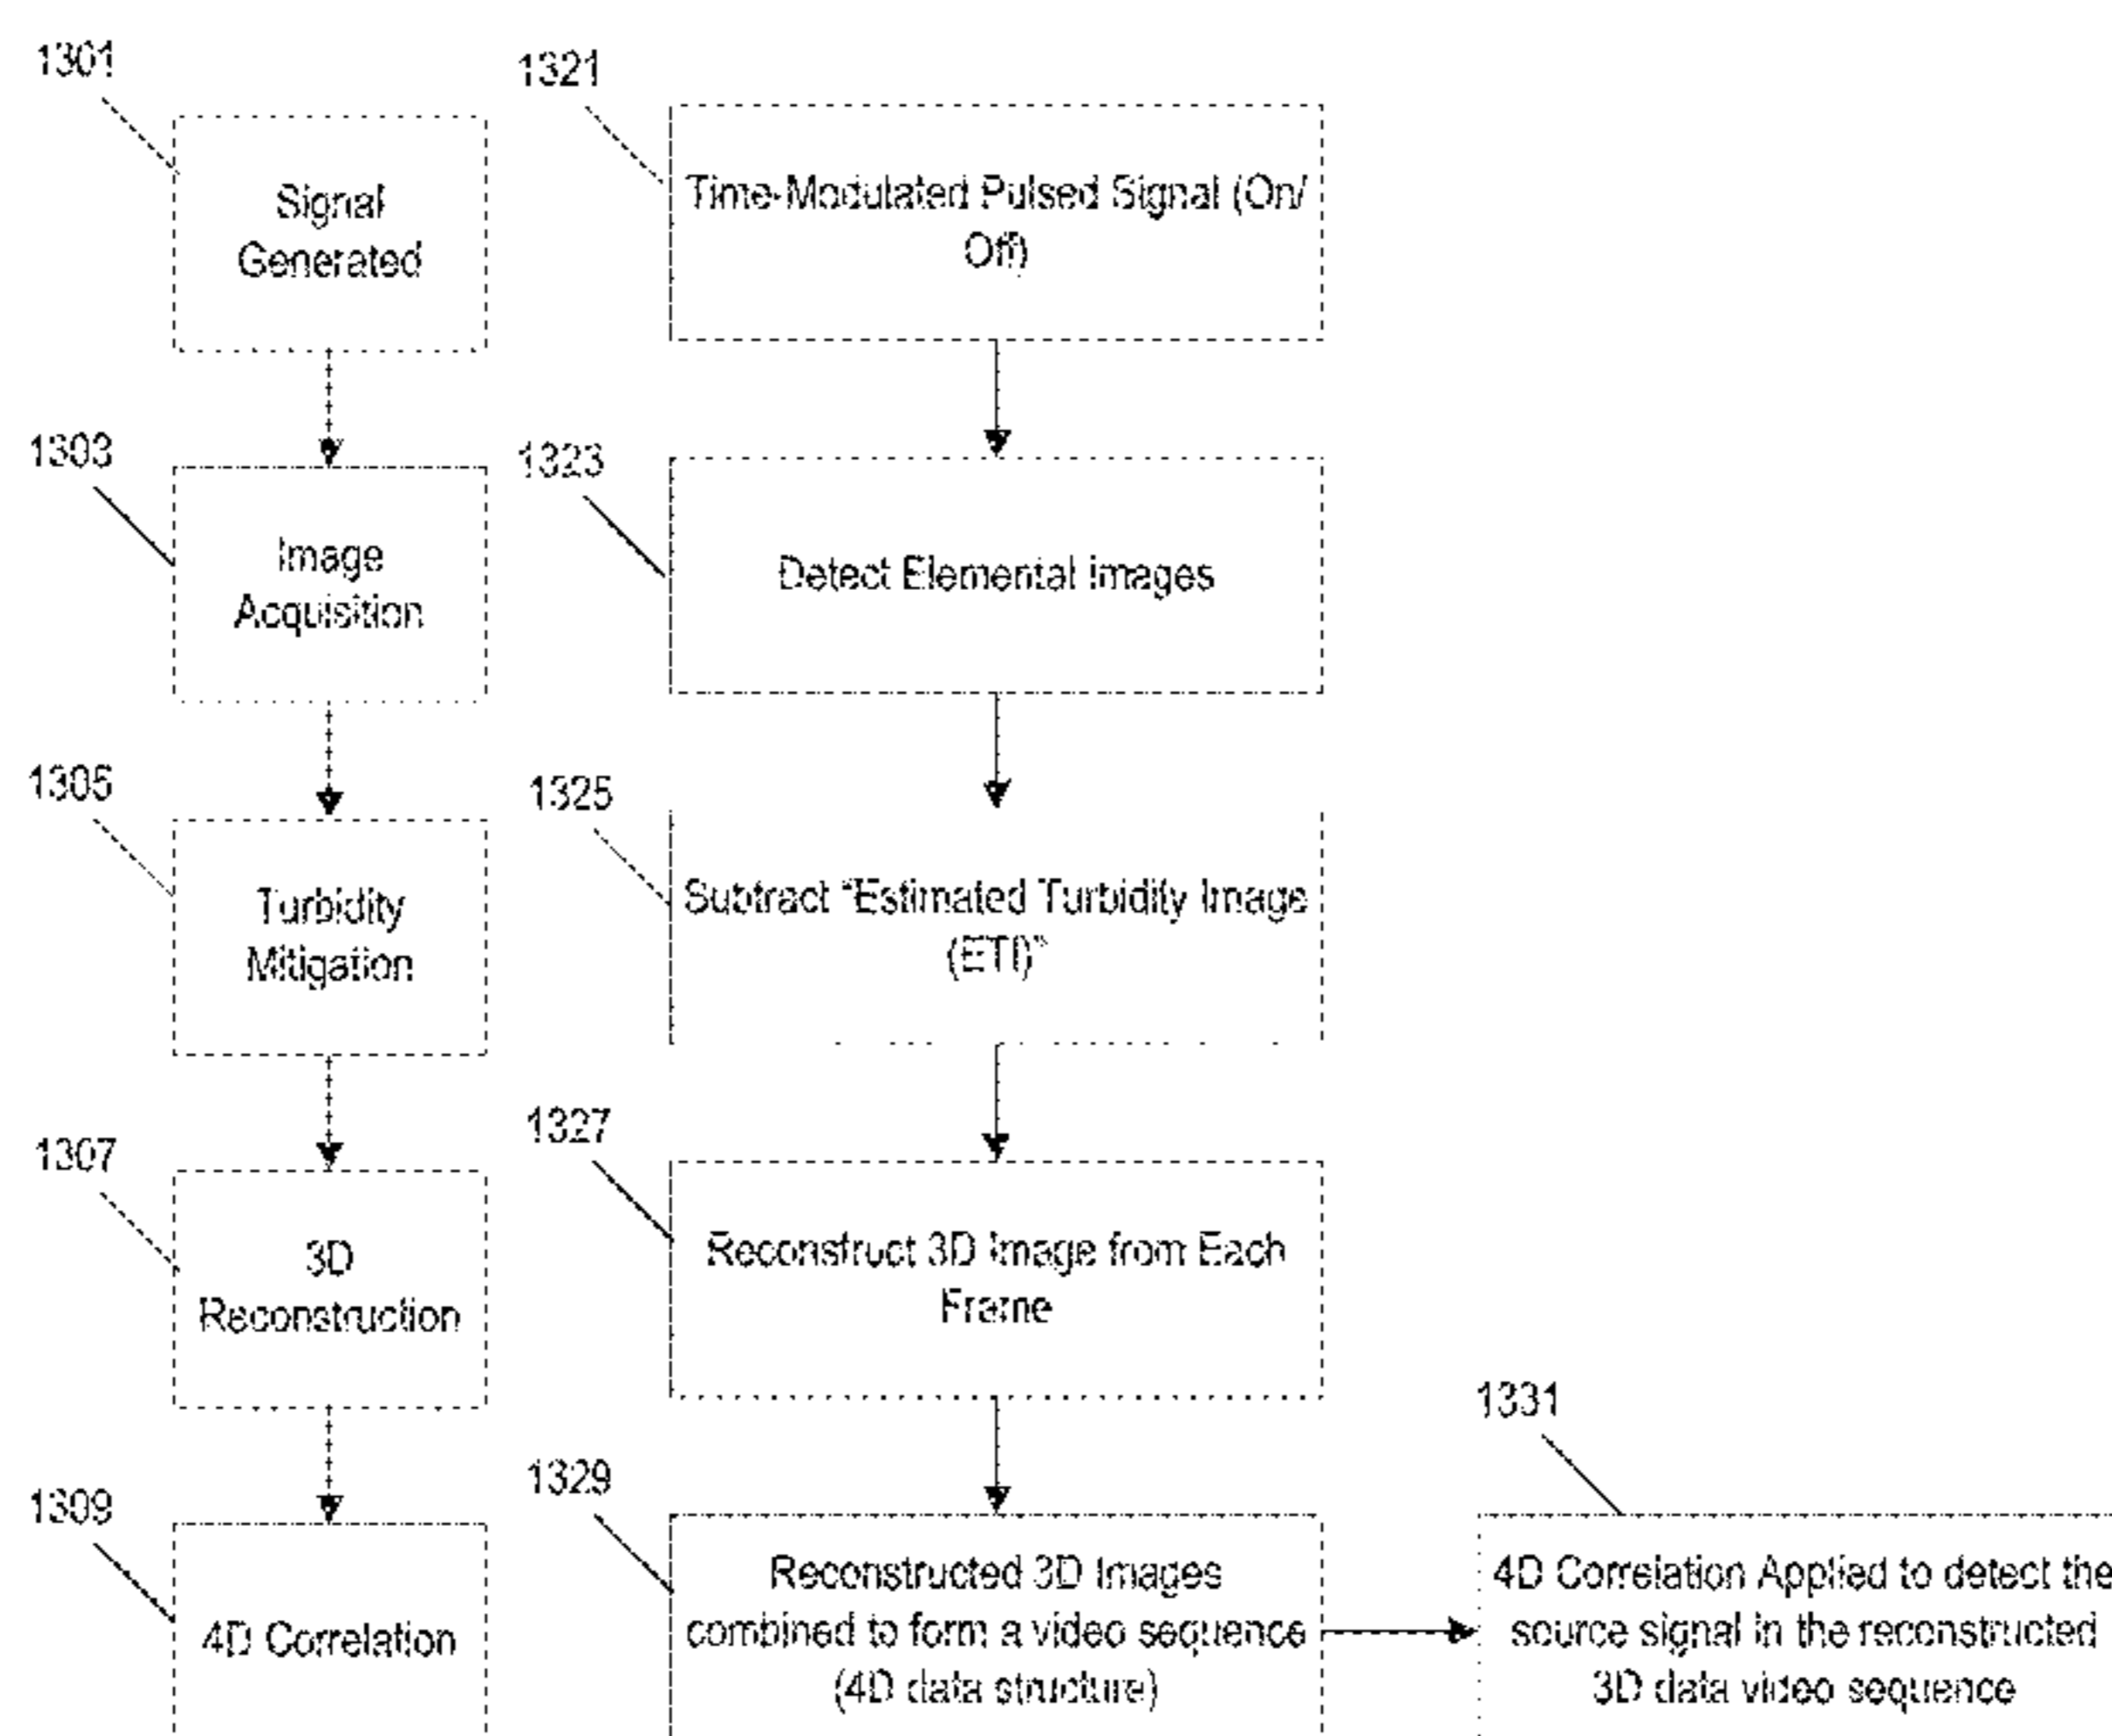 1301
Signal
Generated
1321
Time-Modulated Pulsed Signal (On/
Off)
1303
Image
Acquisition
1323
Detect Elemental Images
1305
Turbidity
Mitigation
1325
Subtract "Estimated Turbidity Image
(ETI)"
1307
3D
Reconstruction
1327
Reconstruct 3D Image from Each
Frame
1309
4D Correlation
1329
Reconstructed 3D Images
combined to form a video sequence
(4D data structure)
1331
4D Correlation Applied to detect the
source signal in the reconstructed
3D data video sequence